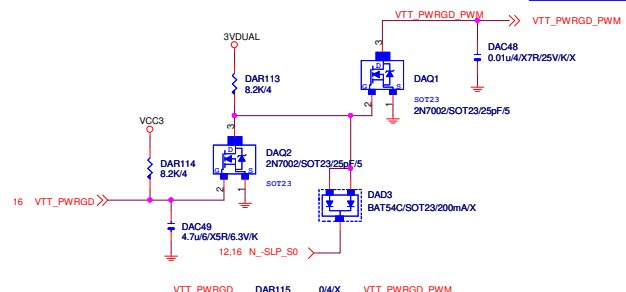 VTT_PWRGD_PWM
VTT_PWRGD_PWM
3
DAC48
0.01u/4/X7R/25V/K/X
3VDUAL
D
G
S
DAQ1
SOT23
2N7002/SOT23/25pF/5
2
1
DAR113
8.2K/4
VCC3
3
D
G
S
DAQ2
2N7002/SOT23/25pF/5
SOT23
2
1
DAR114
8.2K/4
16 VTT_PWRGD
DAD3
BAT54C/SOT23/200mA/X
DAC49
4.7u/6/X5R/6.3V/K
12,16 N_-SLP_S0
VTT_PWRGD DAR115 0/4/X VTT_PWRGD_PWM